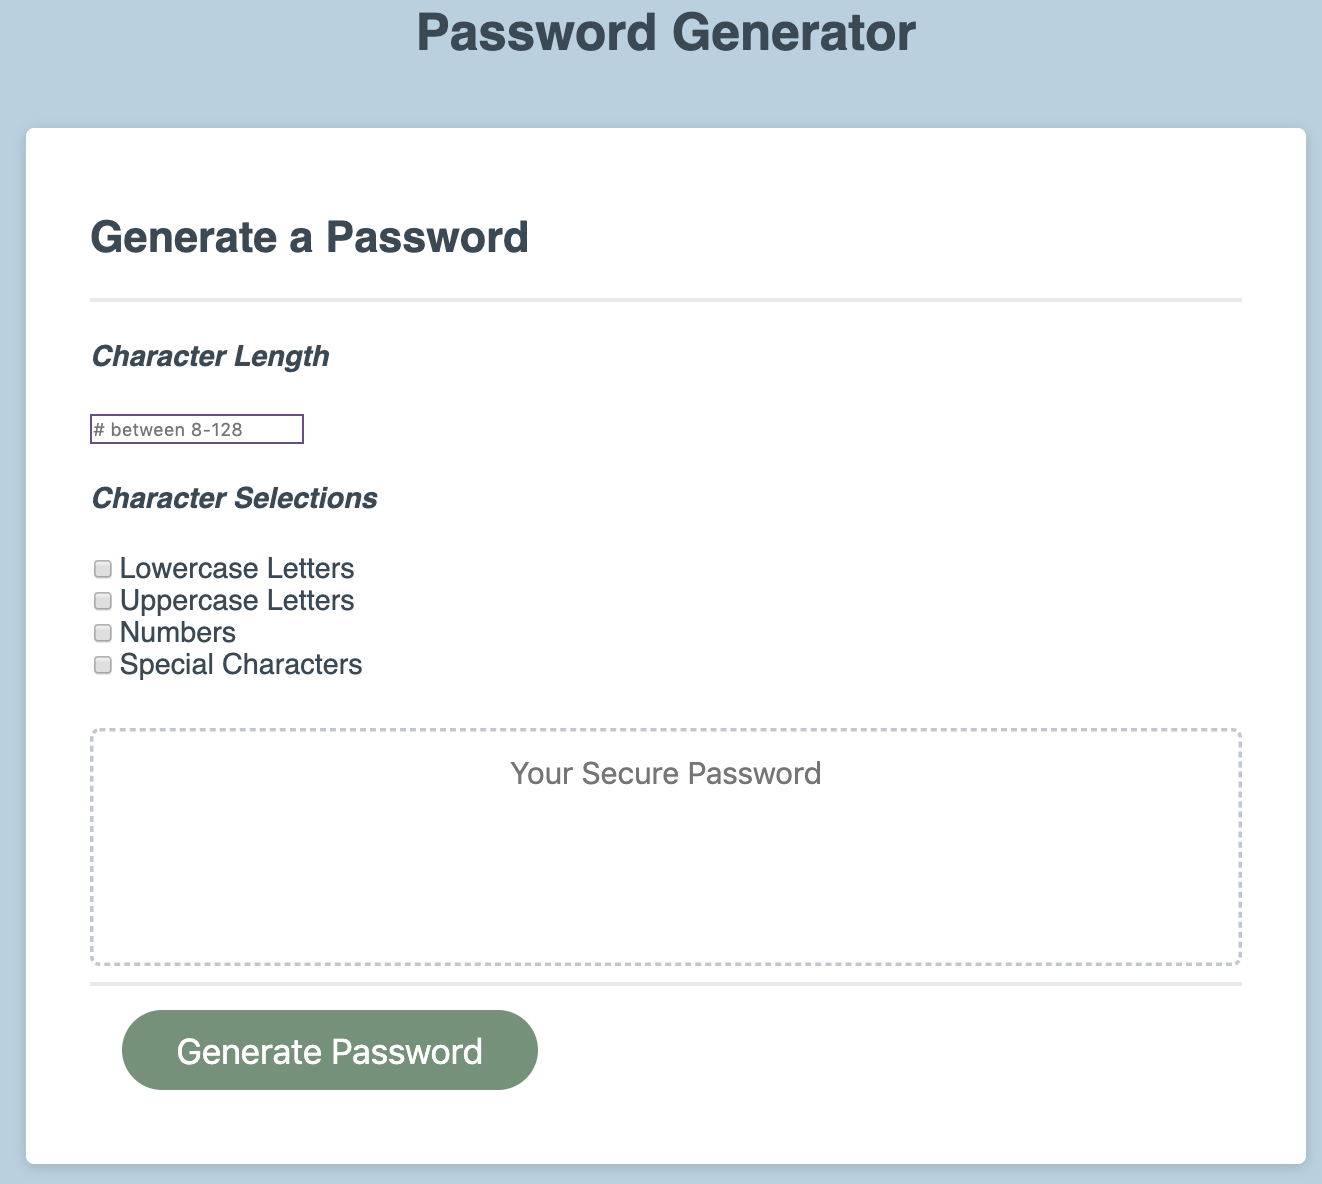 Password Generator
Generate a Password
Character Length
# between 8-128
Character Selections
Lowercase Letters
Uppercase Letters
Numbers
Special Characters
Your Secure Password
Generate Password